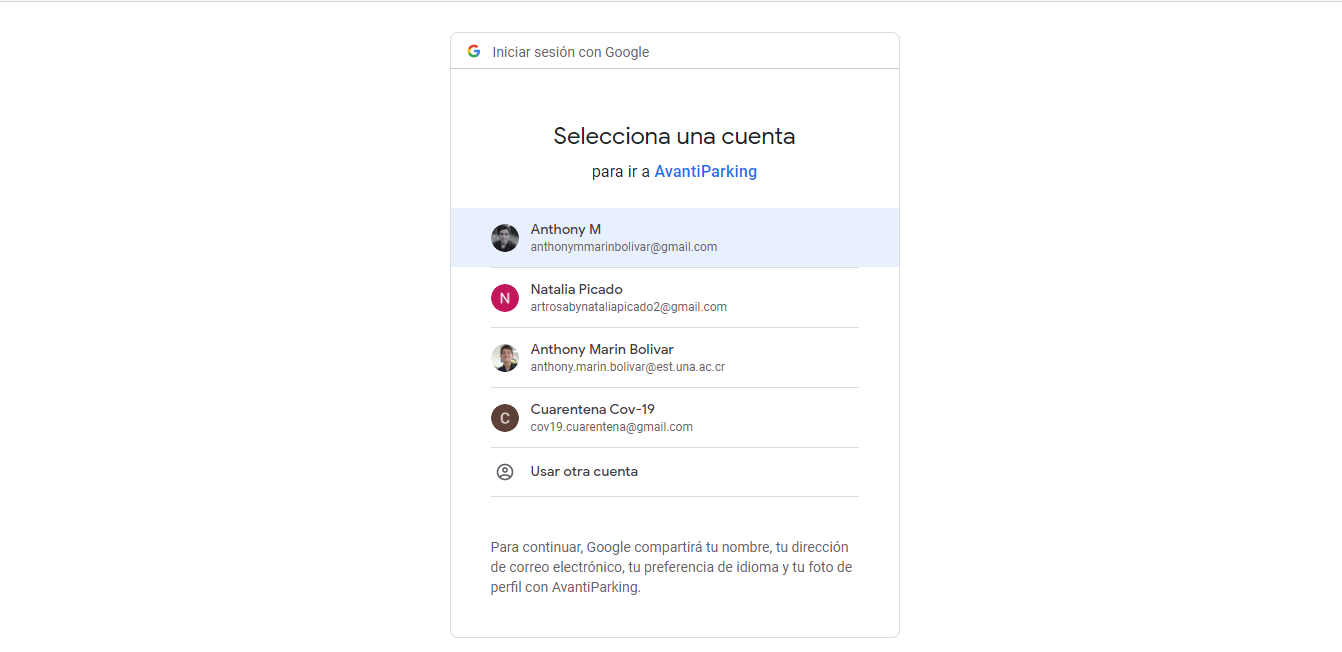 Iniciar sesión con Google
Selecciona una cuenta
para ir a AvantiParking
Anthony M
anthonymmarinbolivar@gmail.com
N
Natalia Picado
artrosabynataliapicado2@gmail.com
Anthony Marin Bolivar
anthony.marin.bolivar@est.una.ac.cr
C
Cuarentena Cov-19
cov19.cuarentena@gmail.com
Usar otra cuenta
Para continuar, Google compartirá tu nombre, tu dirección
de correo electrónico, tu preferencia de idioma y tu foto de
perfil con AvantiParking.